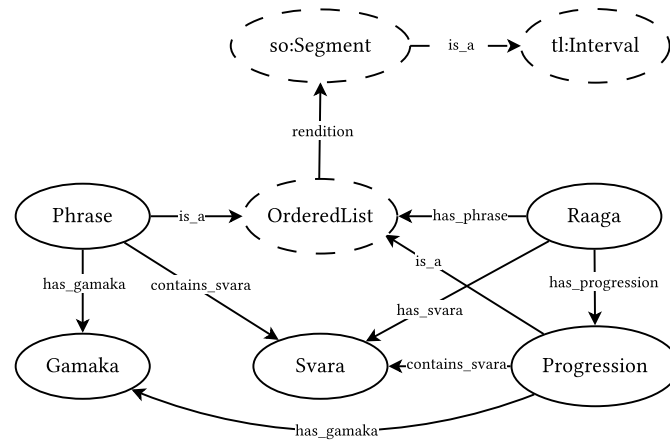 so:Segment is_a tl:Interval
rendition
Phrase is_a OrderedList has_phrase Raaga
is_a
has_gamaka contains_svara has_progression
has_svara
Gamaka Svara contains_svara Progression
has_gamaka